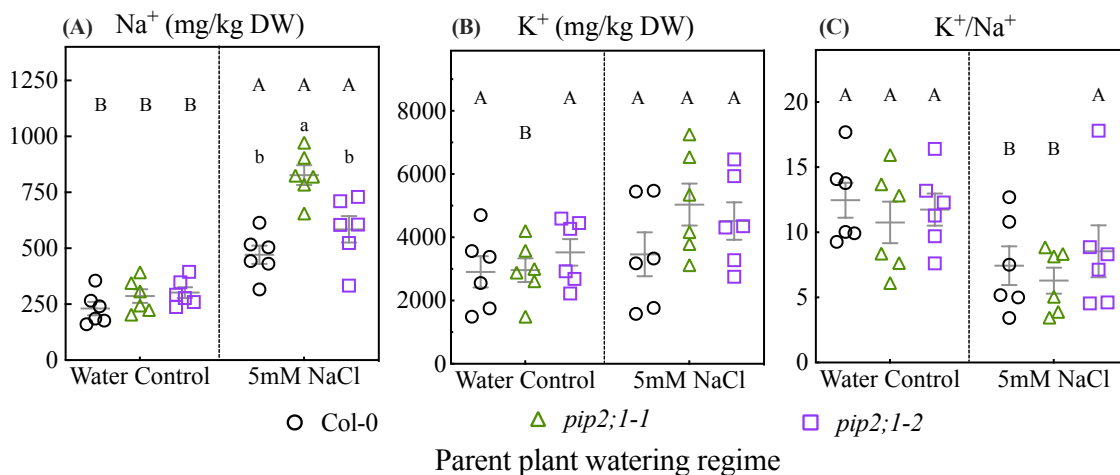 (A) Na⁺ (mg/kg DW)
1250
1000
750
500
250
0
B B B A A A
a
b b
Water Control 5mM NaCl
(B) K⁺ (mg/kg DW)
8000
6000
4000
2000
0
A A A A A
B
Water Control 5mM NaCl
(C) K⁺/Na⁺
20
15
10
5
0
A A A A
B B
Water Control 5mM NaCl
Col-0 pip2;1-1 pip2;1-2
Parent plant watering regime